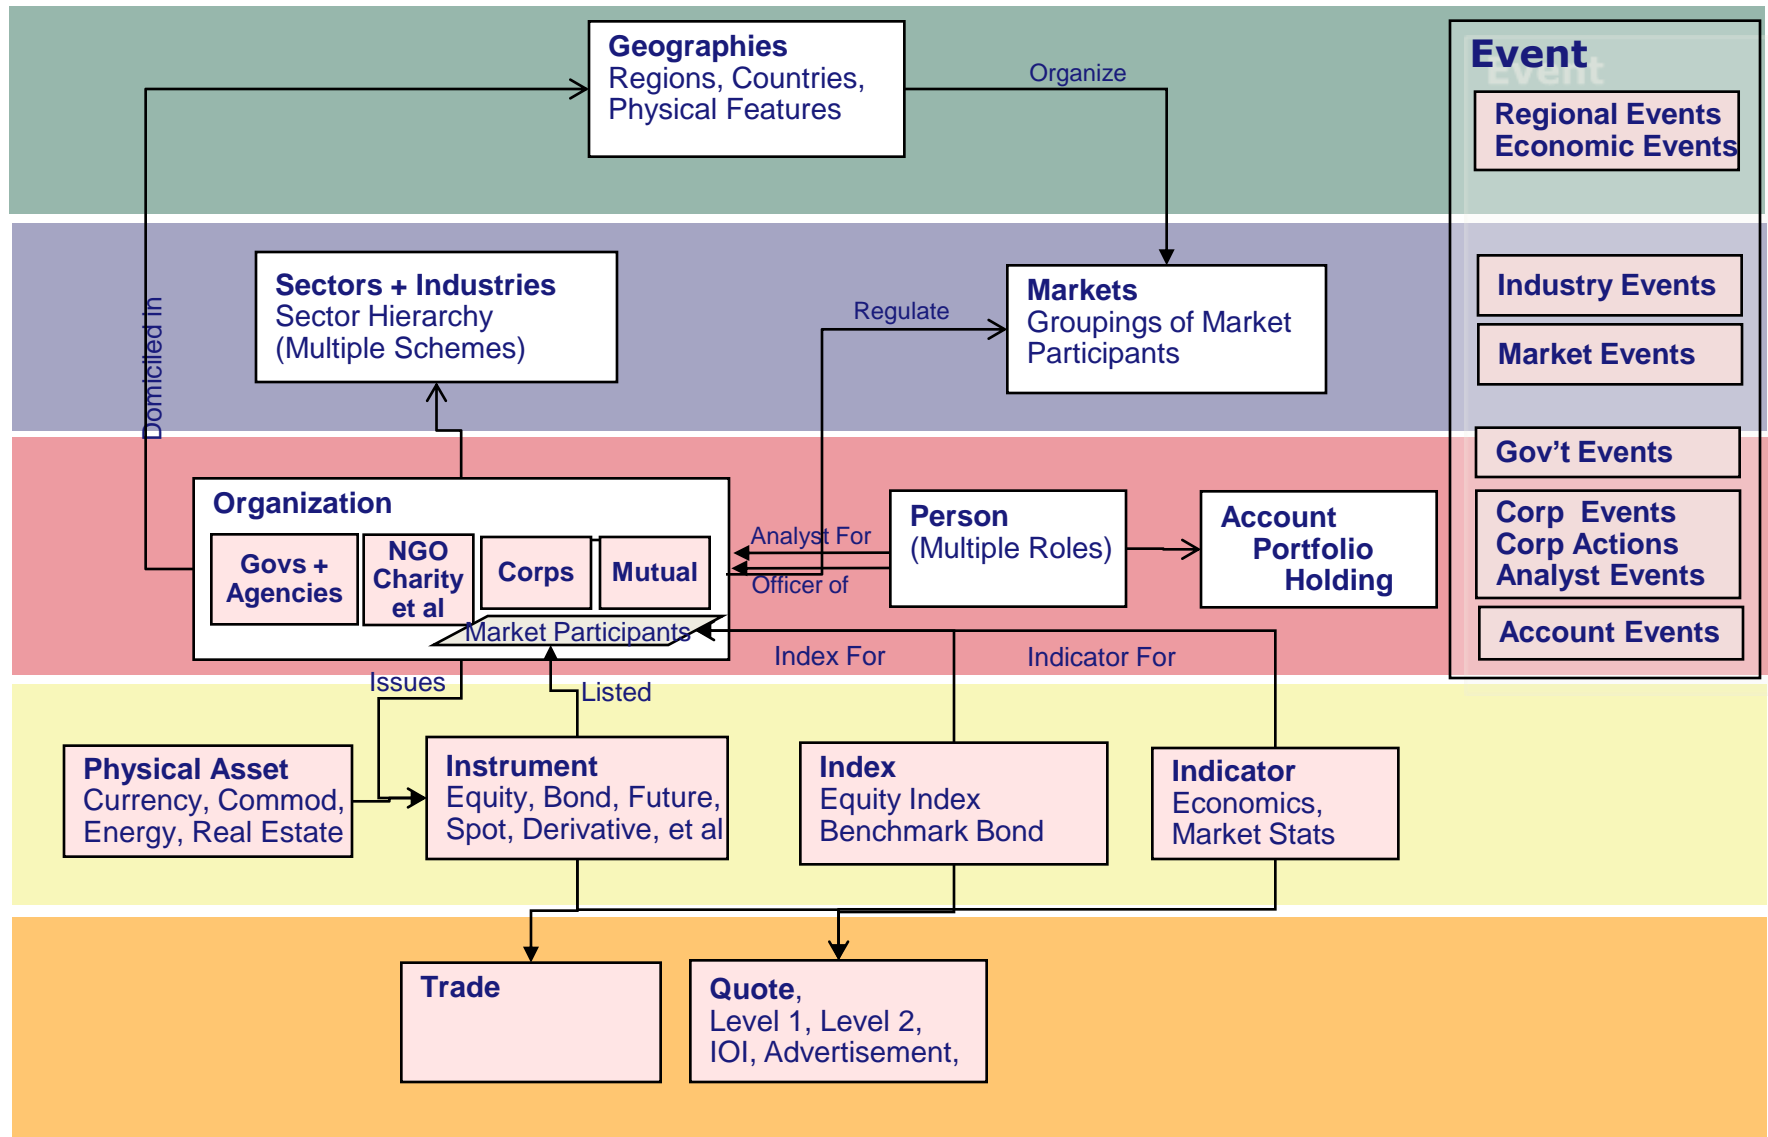 Geographies
Regions, Countries,
Physical Features
Organize
Event
Event
Regional Events
Economic Events
Domiciled in
Sectors + Industries
Sector Hierarchy
(Multiple Schemes)
Regulate
Markets
Groupings of Market
Participants
Industry Events
Market Events
Organization
Govs +
Agencies
NGO
Charity
et al
Corps
Mutual
Market Participants
Analyst For
Officer of
Person
(Multiple Roles)
Account
Portfolio
Holding
Gov't Events
Corp  Events
Corp Actions
Analyst Events
Account Events
Index For
Indicator For
Issues
Listed
Physical Asset
Currency, Commod,
Energy, Real Estate
Instrument
Equity, Bond, Future,
Spot, Derivative, et al
Index
Equity Index
Benchmark Bond
Indicator
Economics,
Market Stats
Trade
Quote,
Level 1, Level 2,
IOI, Advertisement,